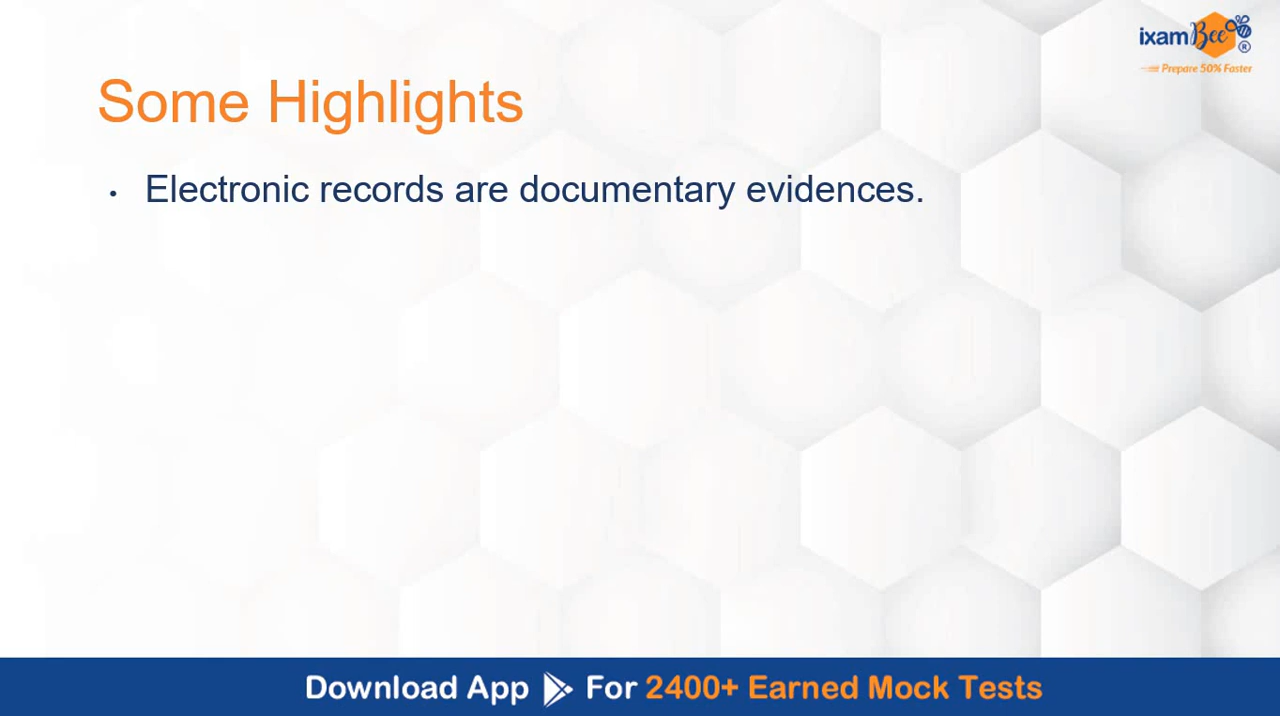 ixamBee®
Prepare 50% Faster
Some Highlights
• Electronic records are documentary evidences.
Download App For 2400+ Earned Mock Tests